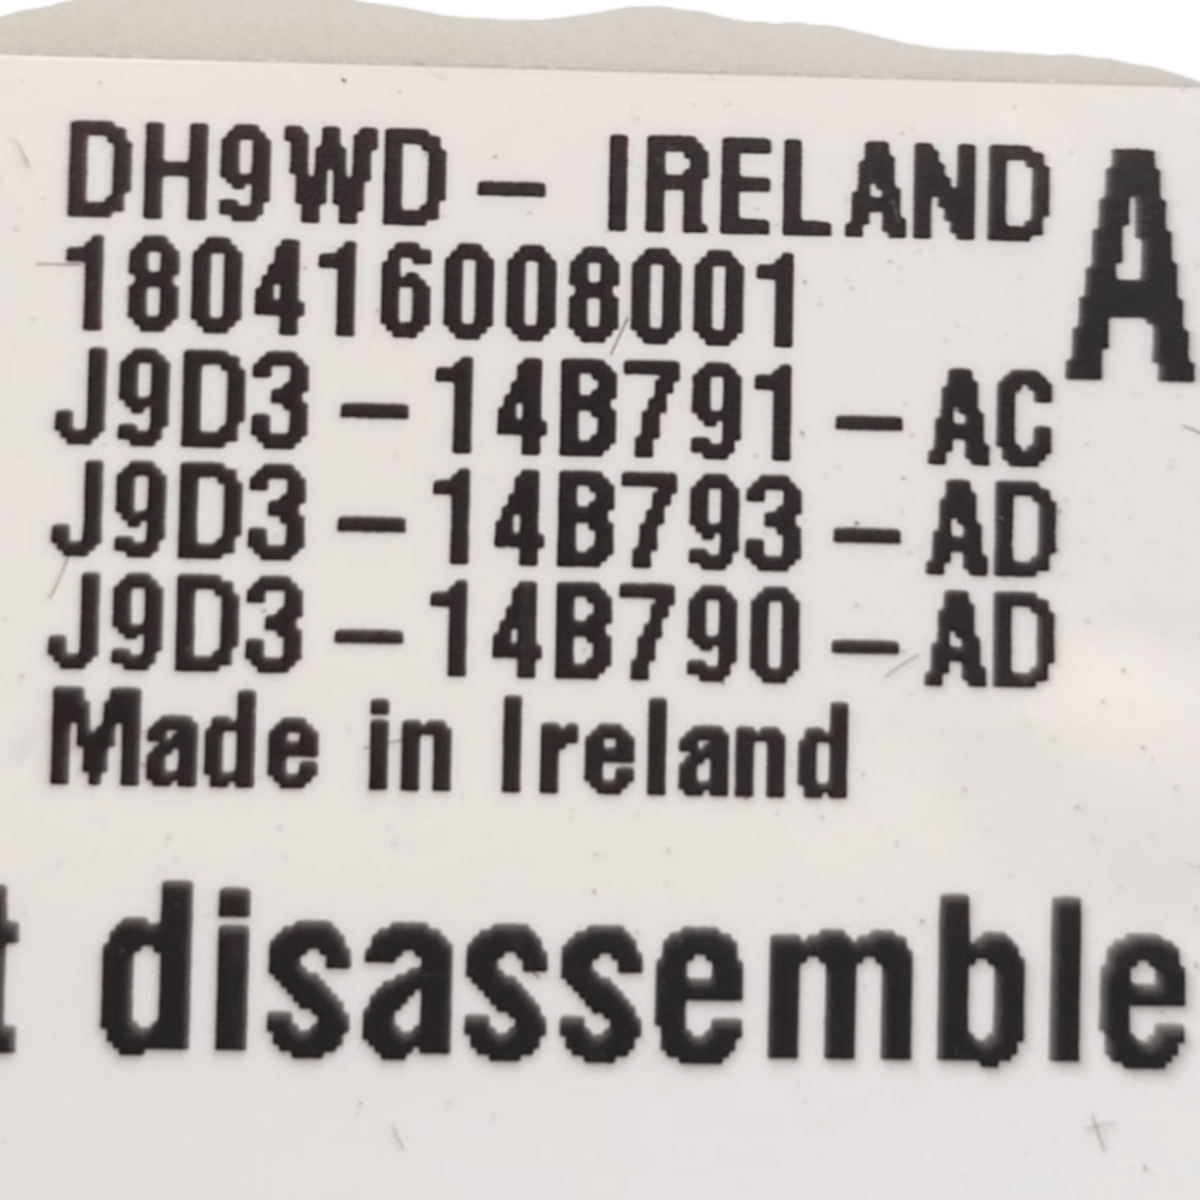 DH9WD - IRELAND A
180416008001
J9D3 - 14B791 - AC
J9D3 - 14B793 - AD
J9D3 - 14B790 - AD
Made in Ireland
disassemble